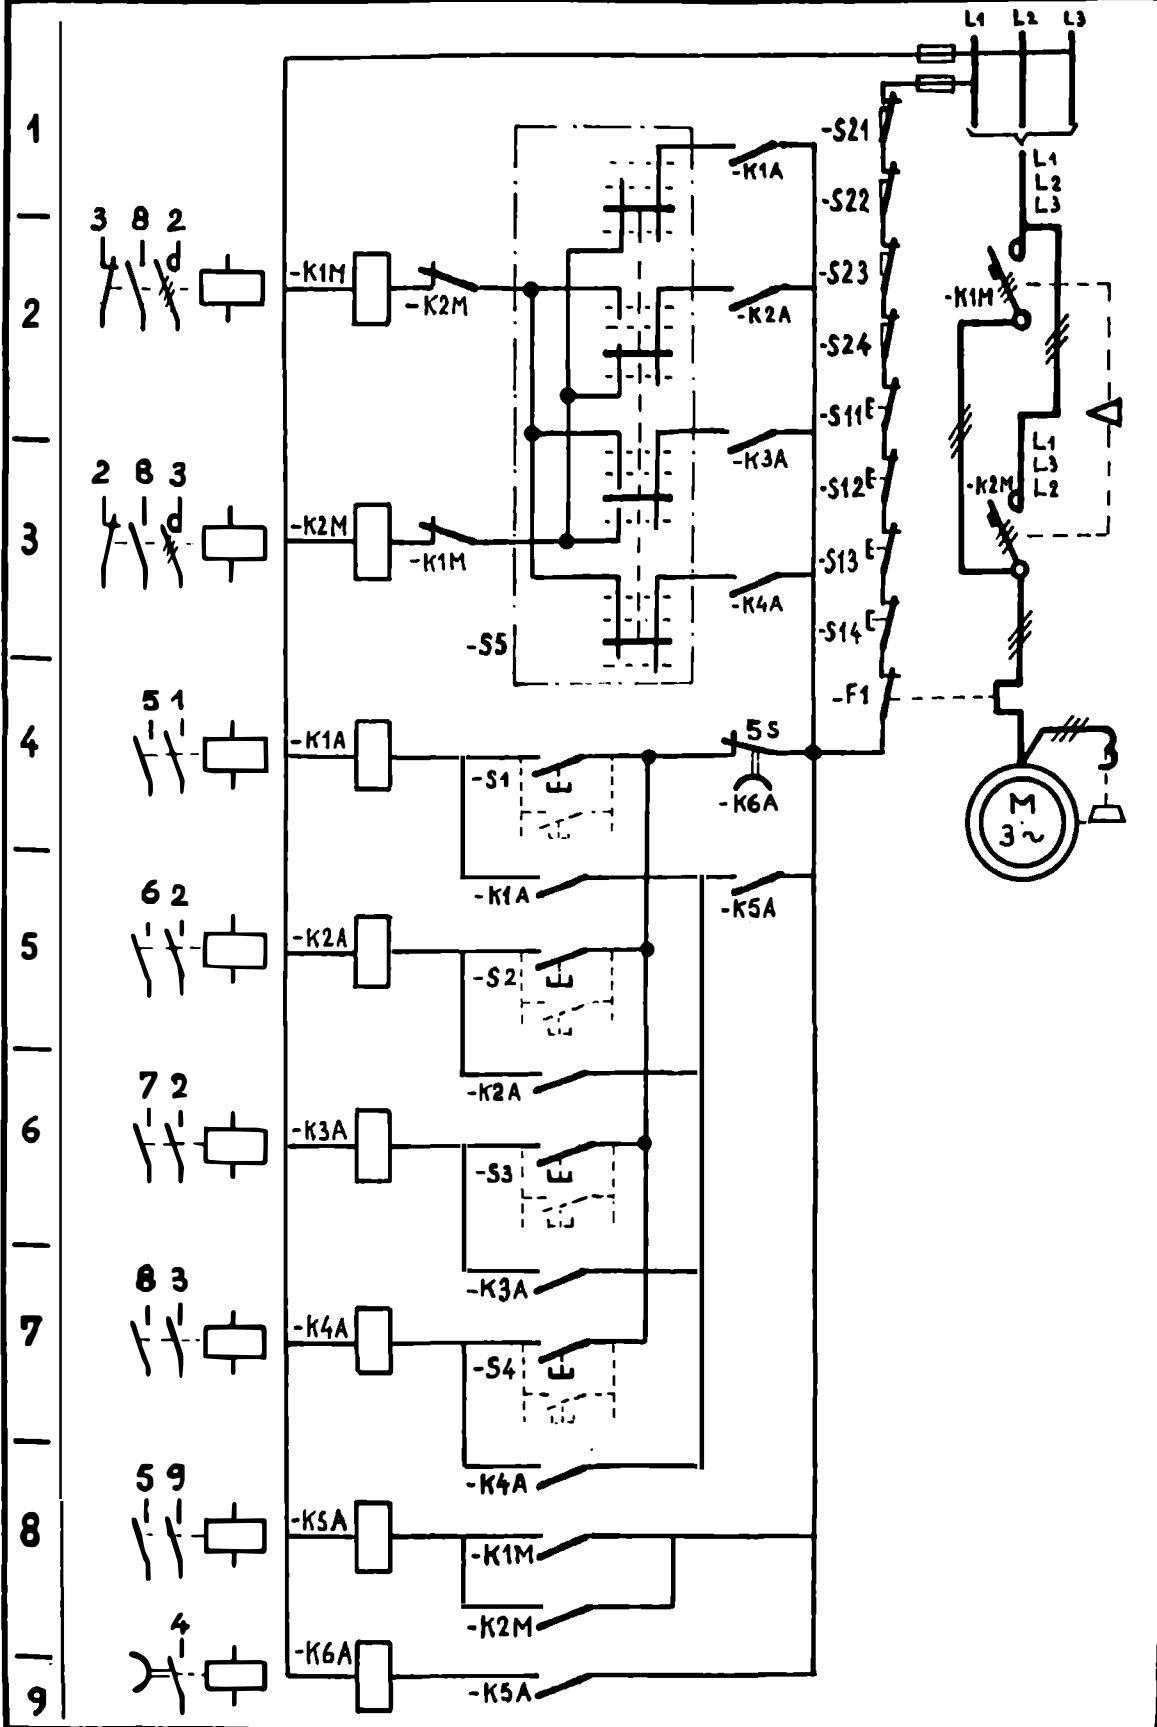 L1 L2 L3
1
-S21
-K1A
L1
L2
L3
-S22
3 8 2
-K1M
-K2M
-S23
2
-K2A
-K1M
-S24
-S11
-K3A
L1
L3
L2
2 8 3
-S12
-K2M
-K2M
3
-K1M
-S13
-K4A
-S14
-S5
-F1
5 1
4
-K1A
-S1
5s
-K6A
M
3~
-K1A
-K5A
6 2
5
-K2A
-S2
-K2A
7 2
6
-K3A
-S3
-K3A
8 3
7
-K4A
-S4
-K4A
5 9
8
-K5A
-K1M
-K2M
4
-K6A
-K5A
9